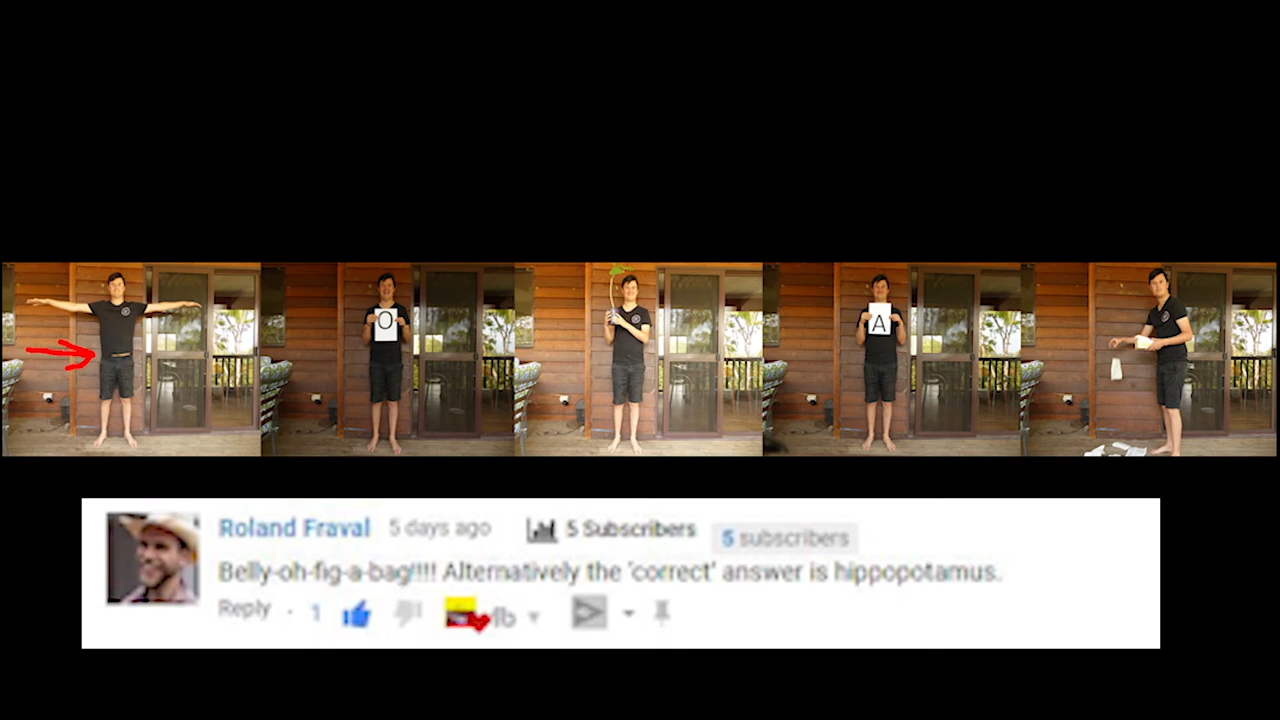 O
A
Roland Fraval 5 days ago 5 Subscribers 5 subscribers
Belly-oh-fig-a-bag!!!! Alternatively the 'correct' answer is hippopotamus.
Reply · 1